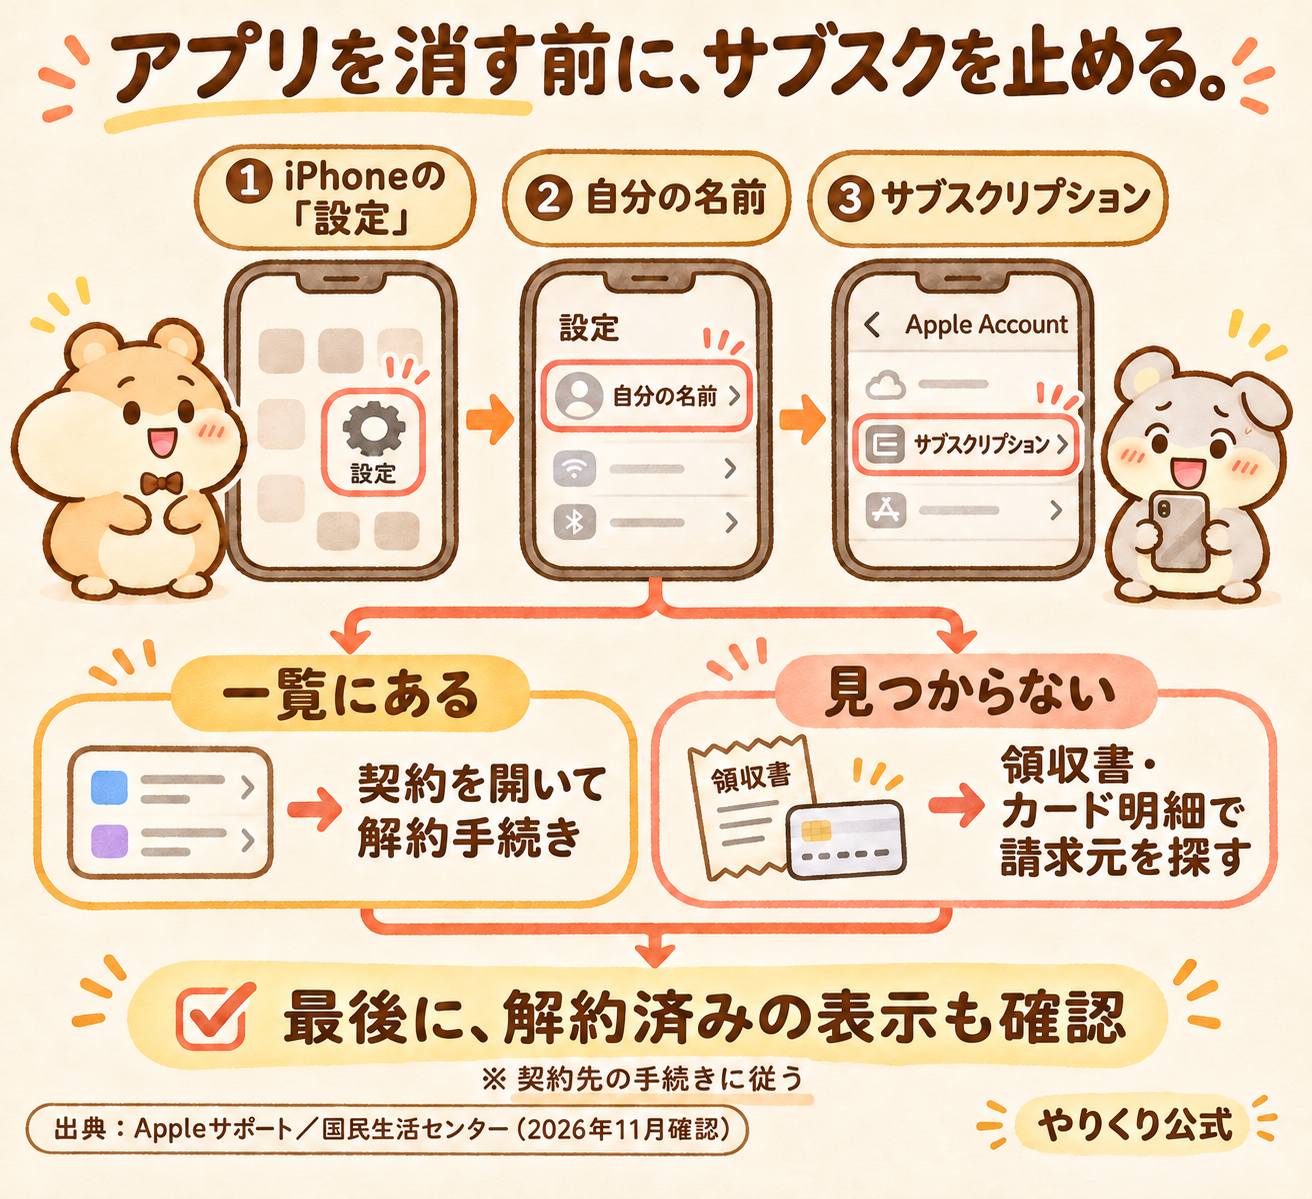 アプリを消す前に、サブスクを止める。
1 iPhoneの
「設定」
2 自分の名前
3 サブスクリプション
設定
設定
自分の名前
Apple Account
サブスクリプション
一覧にある
契約を開いて
解約手続き
見つからない
領収書
領収書・
カード明細で
請求元を探す
最後に、解約済みの表示も確認
※ 契約先の手続きに従う
出典：Appleサポート／国民生活センター（2026年11月確認）
やりくり公式